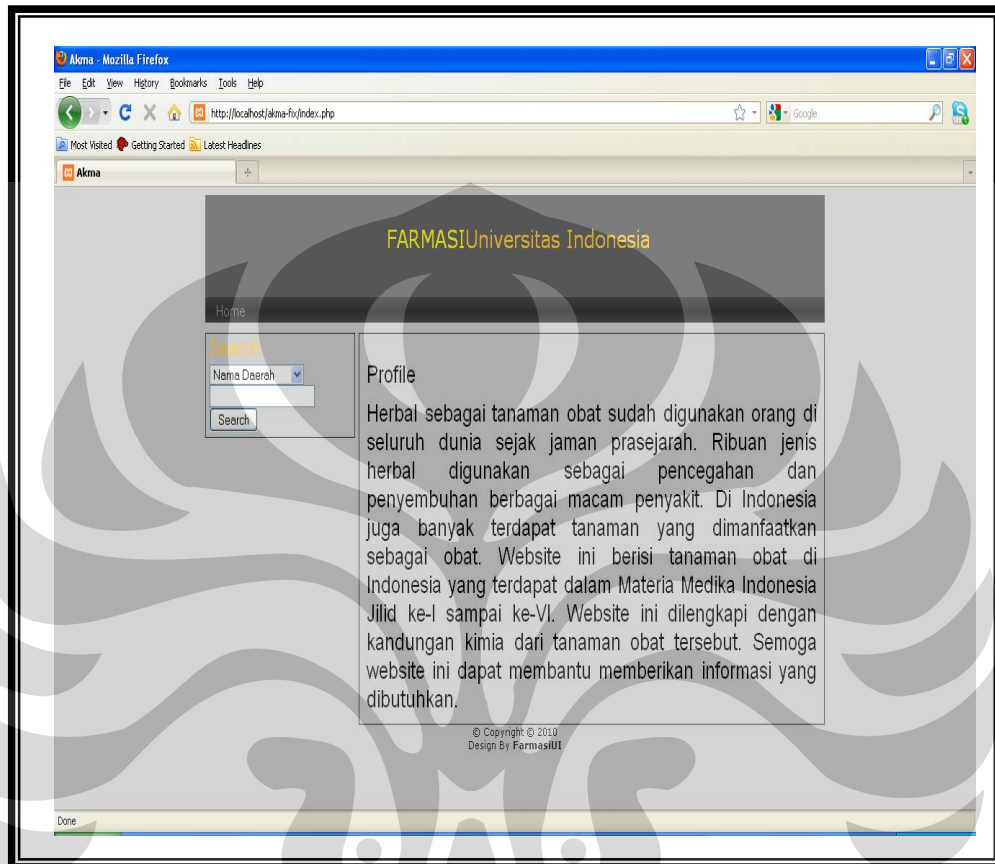 Akma - Mozilla Firefox
File Edit View History Bookmarks Tools Help
http://localhost/akma-fix/index.php
Google
Most Visited Getting Started Latest Headlines
Akma
FARMASIUniversitas Indonesia
Home
Search
Nama Daerah
Search
Profile
Herbal sebagai tanaman obat sudah digunakan orang di
seluruh dunia sejak jaman prasejarah. Ribuan jenis
herbal digunakan sebagai pencegahan dan
penyembuhan berbagai macam penyakit. Di Indonesia
juga banyak terdapat tanaman yang dimanfaatkan
sebagai obat. Website ini berisi tanaman obat di
Indonesia yang terdapat dalam Materia Medika Indonesia
Jilid ke-I sampai ke-VI. Website ini dilengkapi dengan
kandungan kimia dari tanaman obat tersebut. Semoga
website ini dapat membantu memberikan informasi yang
dibutuhkan.
© Copyright © 2010
Design By FarmasiUI
Done